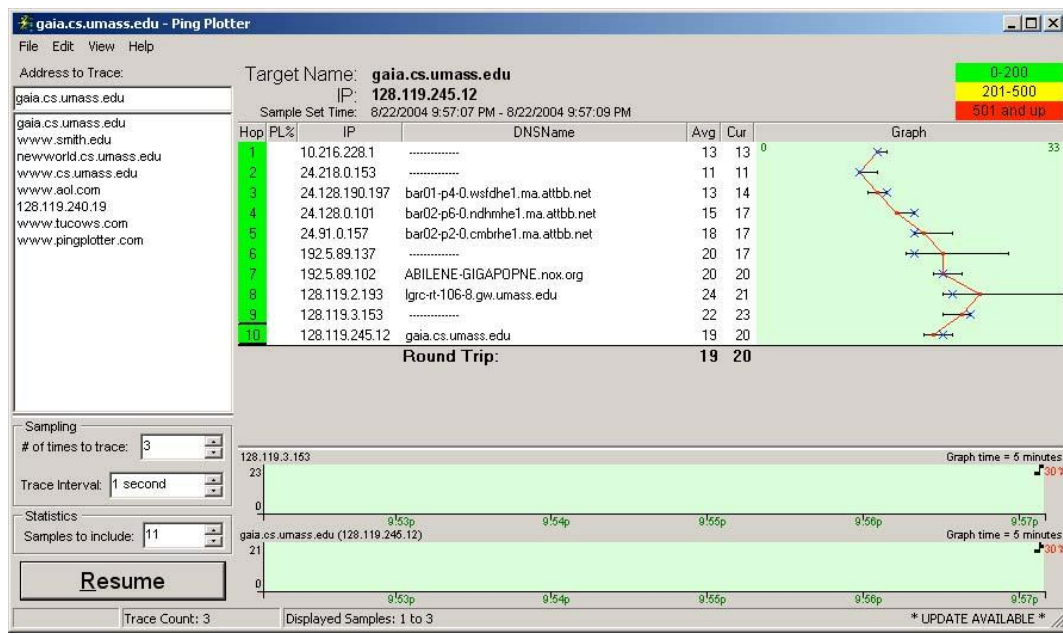 gaia.cs.umass.edu - Ping Plotter
File Edit View Help
Address to Trace:
gaia.cs.umass.edu
gaia.cs.umass.edu
www.smith.edu
newworld.cs.umass.edu
www.cs.umass.edu
www.aol.com
128.119.240.19
www.tucows.com
www.pingplotter.com
Sampling
# of times to trace: 3
Trace Interval: 1 second
Statistics
Samples to include: 11
Resume
Target Name: gaia.cs.umass.edu
IP: 128.119.245.12
Sample Set Time: 8/22/2004 9:57:07 PM - 8/22/2004 9:57:09 PM
0-200
201-500
501 and up
Hop PL% IP DNSName Avg Cur Graph
0 33
1 10.216.228.1 ------------- 13 13
2 24.218.0.153 ------------- 11 11
3 24.128.190.197 bar01-p4-0.wsfdhe1.ma.attbb.net 13 14
4 24.128.0.101 bar02-p6-0.ndhmhe1.ma.attbb.net 15 17
5 24.91.0.157 bar02-p2-0.cmbrhe1.ma.attbb.net 18 17
6 192.5.89.137 ------------- 20 17
7 192.5.89.102 ABILENE-GIGAPOPNE.nox.org 20 20
8 128.119.2.193 lgrc-rt-106-8.gw.umass.edu 24 21
9 128.119.3.153 ------------- 22 23
10 128.119.245.12 gaia.cs.umass.edu 19 20
Round Trip: 19 20
128.119.3.153 Graph time = 5 minutes
23 30
0
9:53p 9:54p 9:55p 9:56p 9:57p
gaia.cs.umass.edu (128.119.245.12) Graph time = 5 minutes
21 30
0
9:53p 9:54p 9:55p 9:56p 9:57p
Trace Count: 3 Displayed Samples: 1 to 3 * UPDATE AVAILABLE *